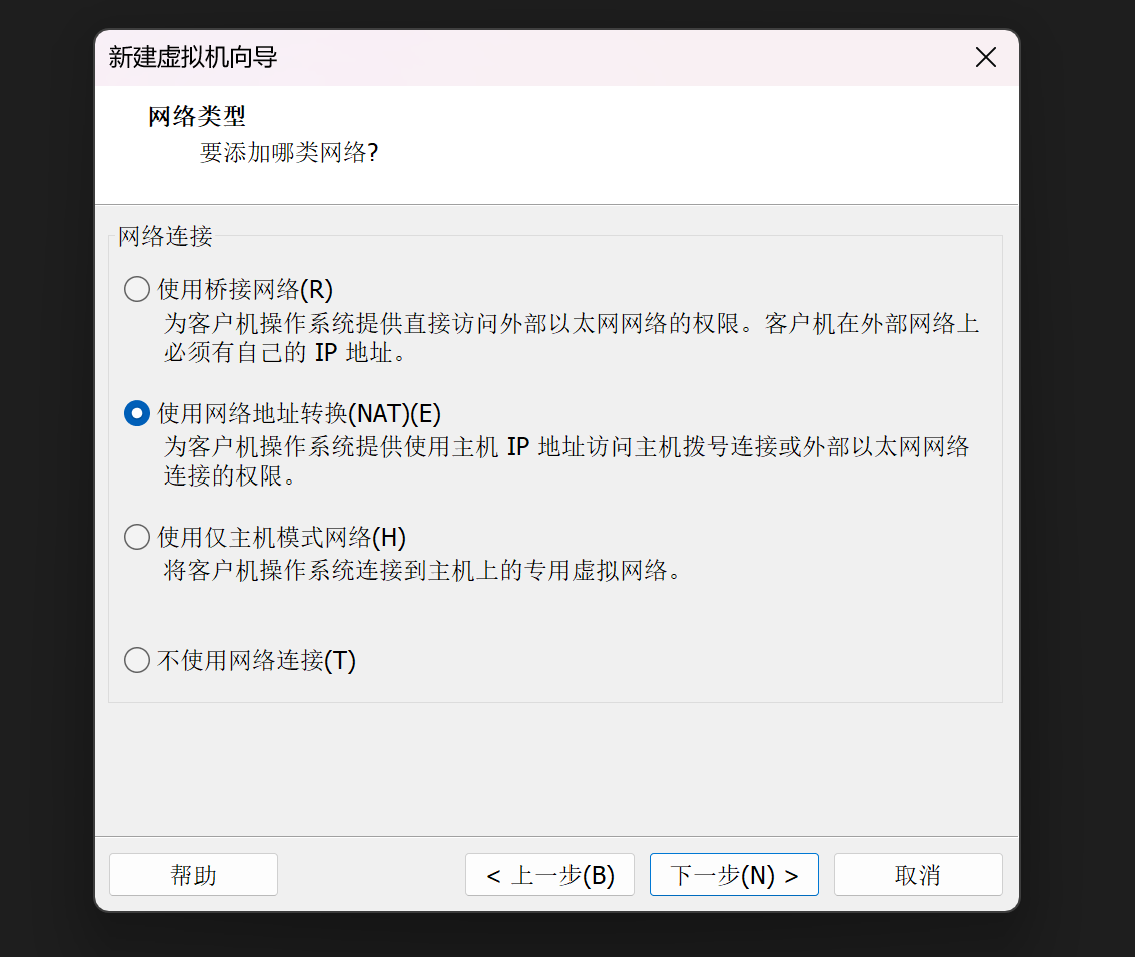 新建虚拟机向导
网络类型
要添加哪类网络?
网络连接
使用桥接网络(R)
为客户机操作系统提供直接访问外部以太网网络的权限。客户机在外部网络上
必须有自己的 IP 地址。
使用网络地址转换(NAT)(E)
为客户机操作系统提供使用主机 IP 地址访问主机拨号连接或外部以太网网络
连接的权限。
使用仅主机模式网络(H)
将客户机操作系统连接到主机上的专用虚拟网络。
不使用网络连接(T)
帮助
< 上一步(B)
下一步(N) >
取消